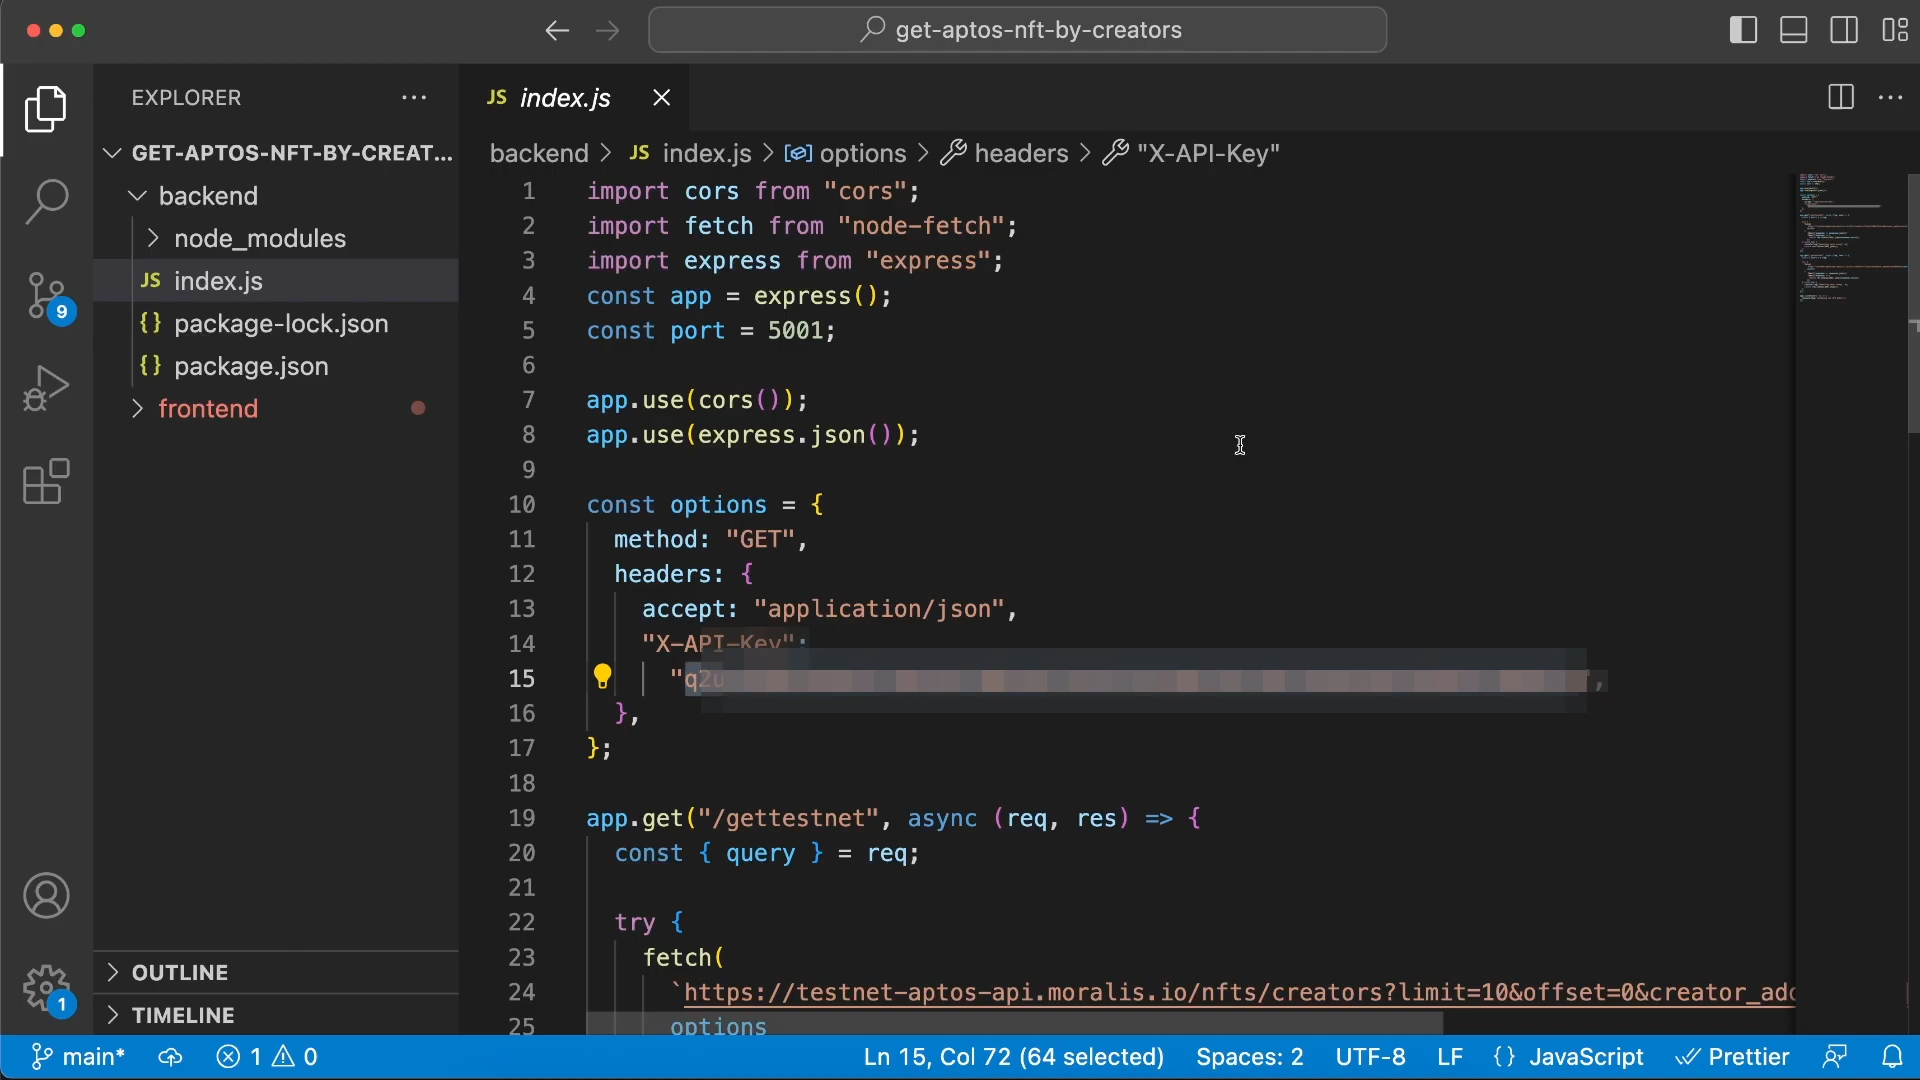 get-aptos-nft-by-creators
EXPLORER
GET-APTOS-NFT-BY-CREAT...
backend
node_modules
JS index.js
{} package-lock.json
{} package.json
frontend
OUTLINE
TIMELINE
9
1
JS index.js
backend > JS index.js > options > headers > "X-API-Key"
1 import cors from "cors";
2 import fetch from "node-fetch";
3 import express from "express";
4 const app = express();
5 const port = 5001;
6
7 app.use(cors());
8 app.use(express.json());
9
10 const options = {
11 method: "GET",
12 headers: {
13 accept: "application/json",
14 "X-API-Key":
15 "q2u
16 },
17 };
18
19 app.get("/gettestnet", async (req, res) => {
20 const { query } = req;
21
22 try {
23 fetch(
24 `https://testnet-aptos-api.moralis.io/nfts/creators?limit=10&offset=0&creator_add
25 options
main* 1 0 Ln 15, Col 72 (64 selected) Spaces: 2 UTF-8 LF {} JavaScript Prettier